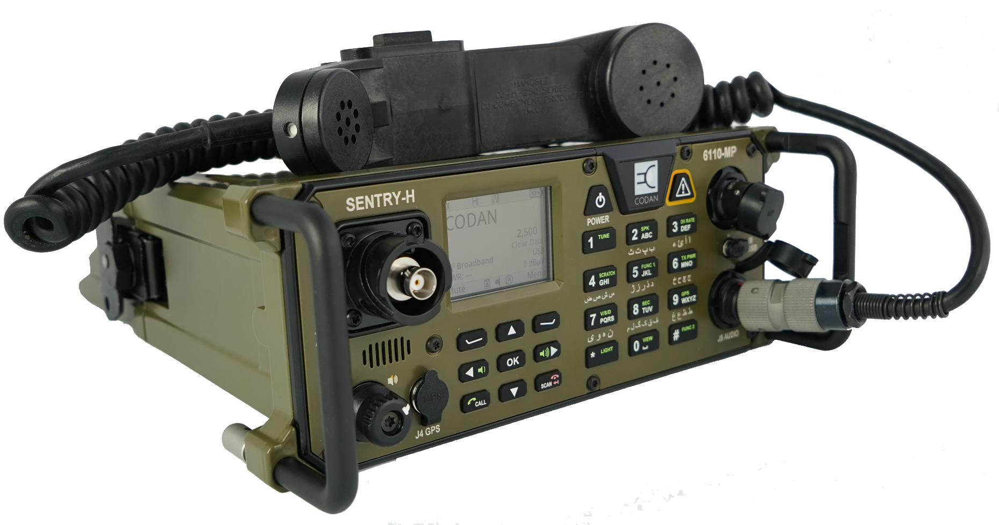 HANDSET
CJ-H-250 SERIES
CJ COMPONENT PRODUCTS
SENTRY-H
CODAN
6110-MP
POWER
HI V
CODAN
2,500
Clear Data
USB
Broadband
0 dBµV
WR: ---
Mute
Menu
1 TUNE
2 SPK ABC
ب پ ت ث
3 DV RATE DEF
4 SCRATCH GHI
س ش ص ض
5 FUNC 1 JKL
د ذ ر ز ژ
6 TX PWR MNO
ج چ ح خ
7 V/S/D PQRS
ن ه و ی
8 SEC TUV
ف ق ک گ ل م
9 GPS WXYZ
ط ظ ع غ
* LIGHT
0 VIEW
# FUNC 2
OK
CALL
SCAN
GPS
J4 GPS
USB
J5 AUDIO